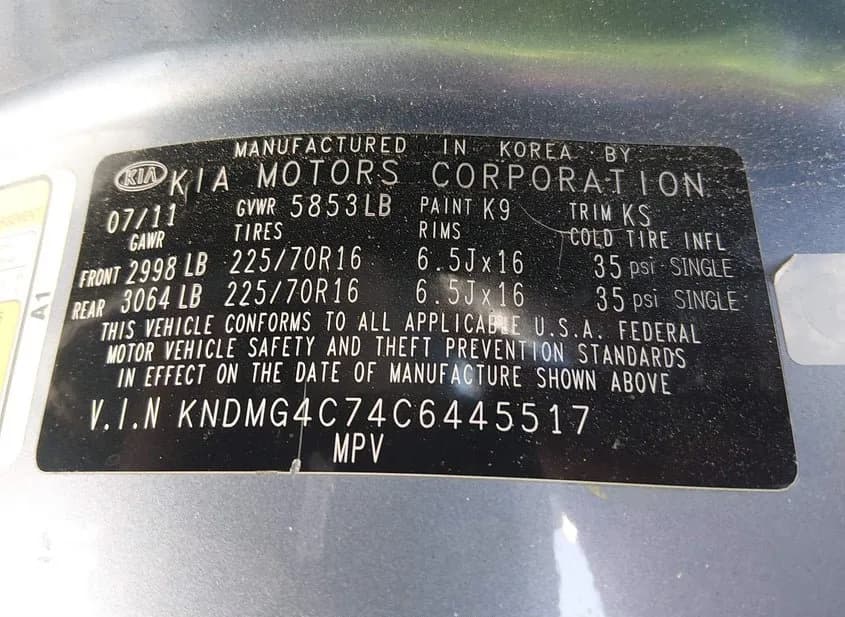 MANUFACTURED IN KOREA BY
KIA KIA MOTORS CORPORATION
07/11 GVWR 5853LB PAINT K9 TRIM KS
GAWR TIRES RIMS COLD TIRE INFL
FRONT 2998 LB 225/70R16 6.5Jx16 35 psi SINGLE
REAR 3064 LB 225/70R16 6.5Jx16 35 psi SINGLE
THIS VEHICLE CONFORMS TO ALL APPLICABLE U.S.A. FEDERAL
MOTOR VEHICLE SAFETY AND THEFT PREVENTION STANDARDS
IN EFFECT ON THE DATE OF MANUFACTURE SHOWN ABOVE
V.I.N KNDMG4C74C6445517
MPV
A1